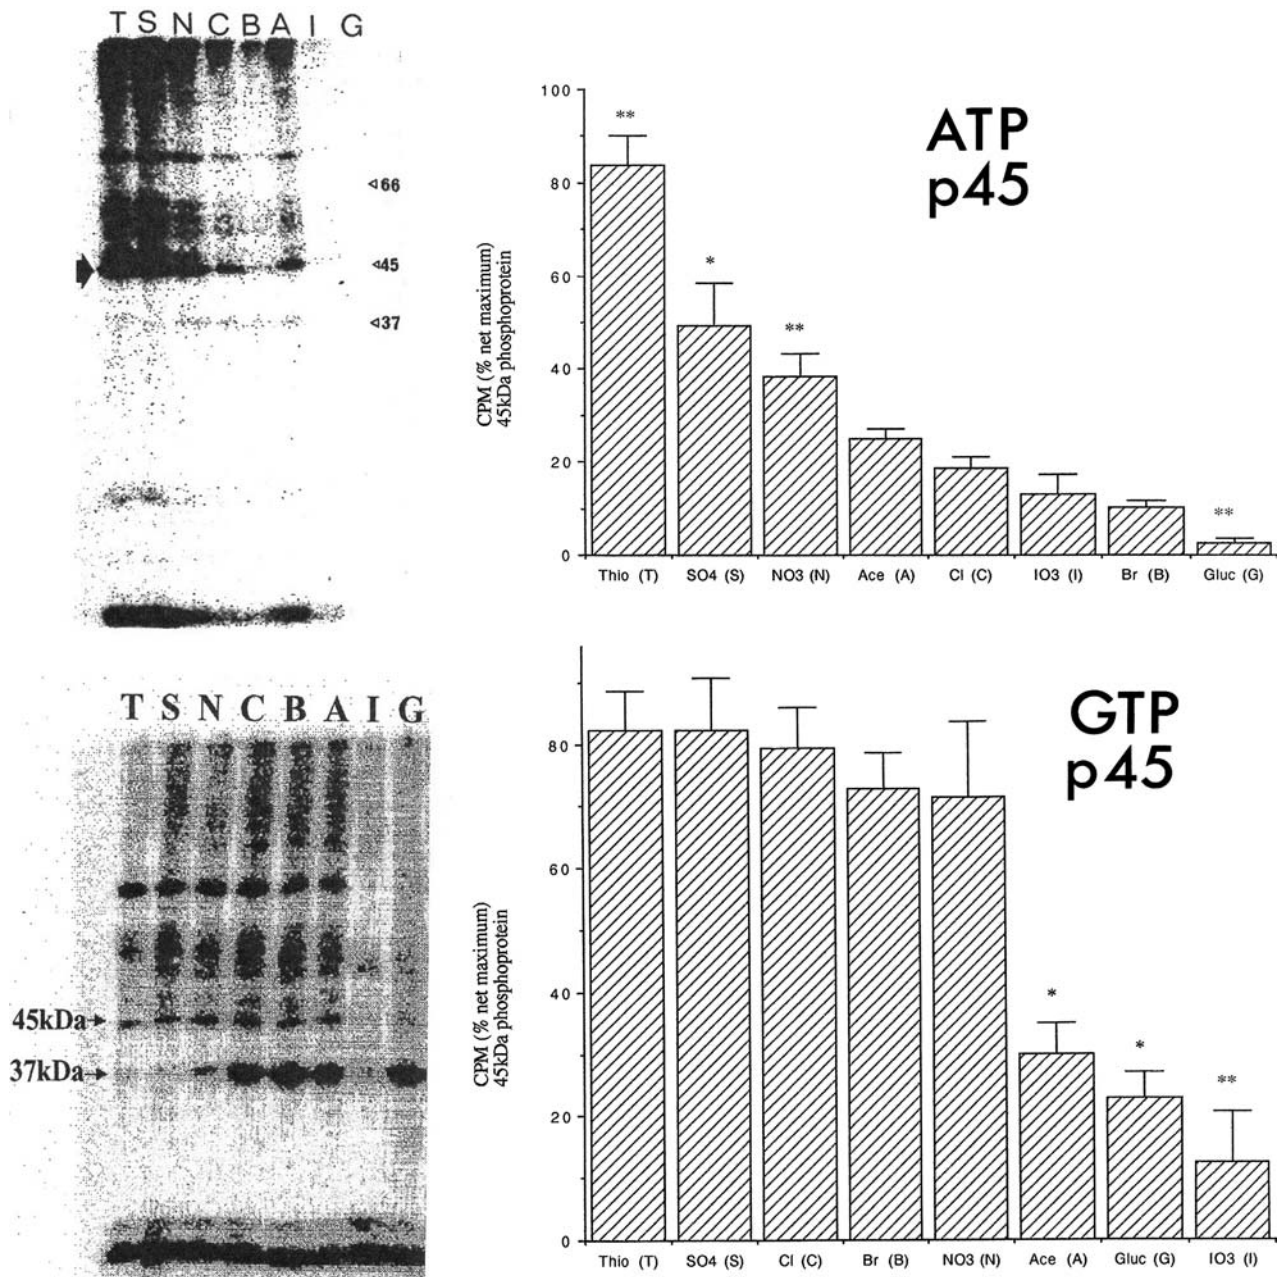 T S N C B A I G
66
45
37
ATP
p45
CPM (% net maximum)
45kDa phosphoprotein
100
80
60
40
20
0
** * ** **
Thio (T) SO4 (S) NO3 (N) Ace (A) Cl (C) IO3 (I) Br (B) Gluc (G)
T S N C B A I G
45kDa
37kDa
GTP
p45
CPM (% net maximum)
45kDa phosphoprotein
80
60
40
20
0
* * **
Thio (T) SO4 (S) Cl (C) Br (B) NO3 (N) Ace (A) Gluc (G) IO3 (I)